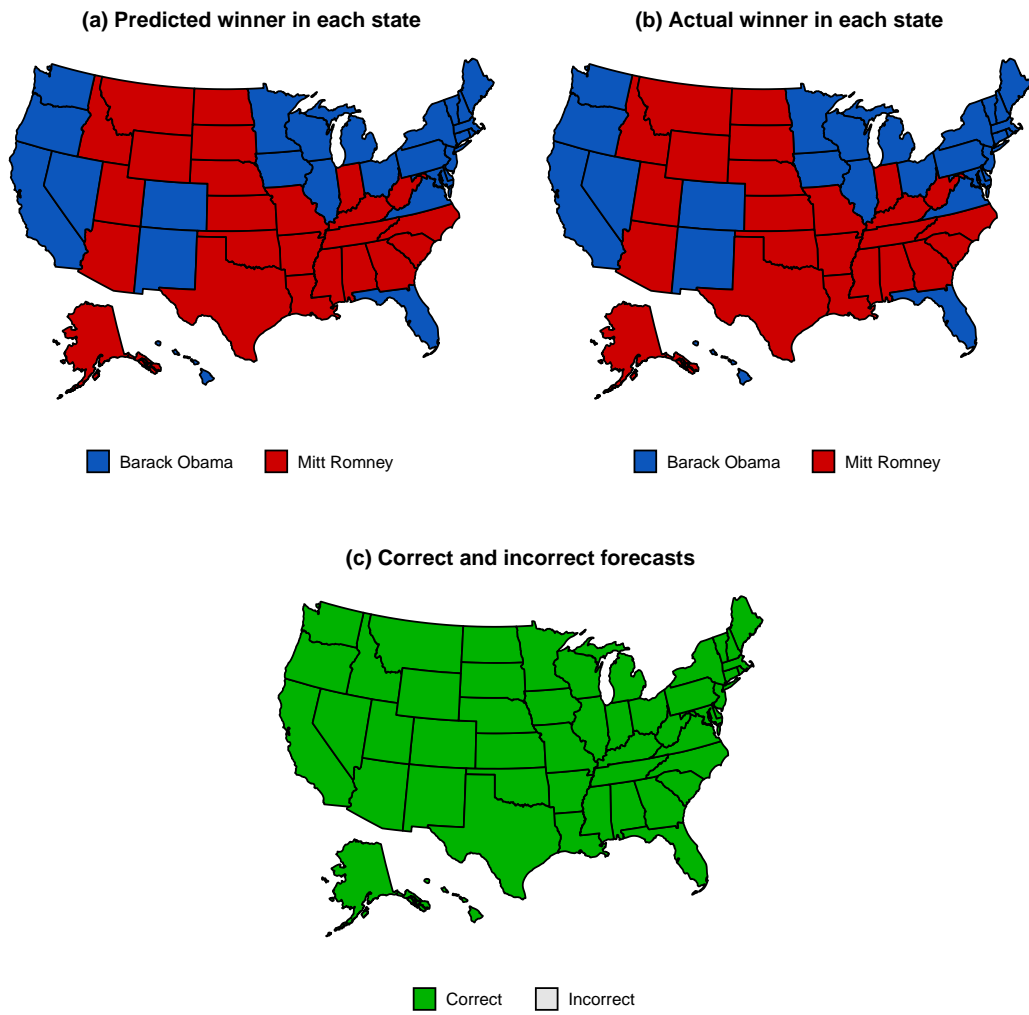 (a) Predicted winner in each state
(b) Actual winner in each state
Barack Obama
Mitt Romney
Barack Obama
Mitt Romney
(c) Correct and incorrect forecasts
Correct
Incorrect